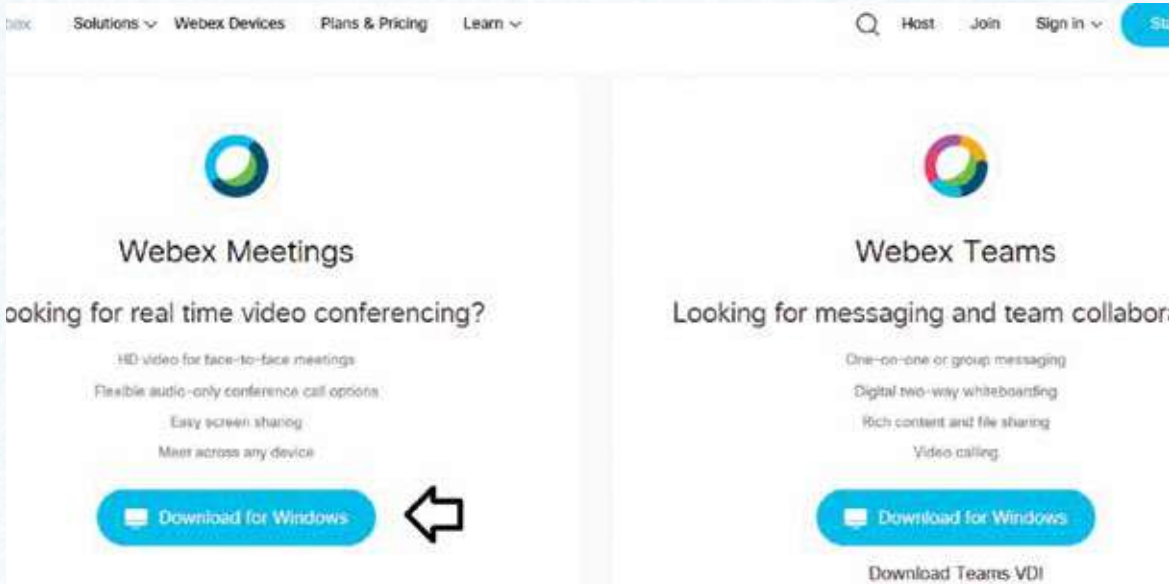 Solutions Webex Devices Plans & Pricing Learn Host Join Sign in
Webex Meetings
ooking for real time video conferencing?
HD video for face-to-face meetings
Flexible audio-only conference call options
Easy screen sharing
Meet across any device
Download for Windows
Webex Teams
Looking for messaging and team collabora
One-on-one or group messaging
Digital two-way whiteboarding
Rich content and file sharing
Video calling
Download for Windows
Download Teams VDI